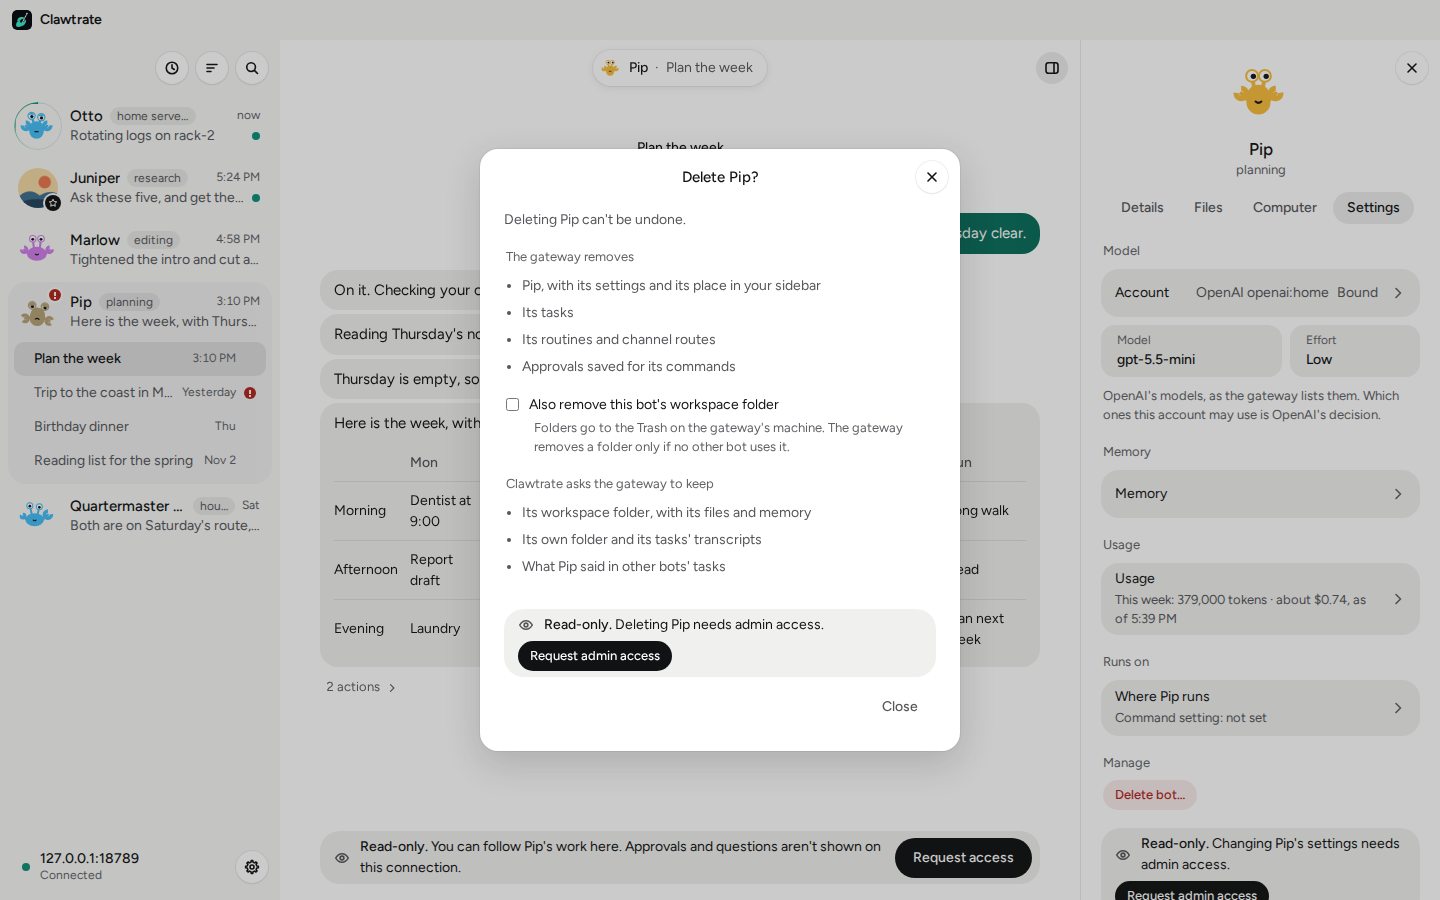 Clawtrate
Otto home serve... now
Rotating logs on rack-2
Juniper research 5:24 PM
Ask these five, and get the...
Marlow editing 4:58 PM
Tightened the intro and cut a...
Pip planning 3:10 PM
Here is the week, with Thurs...
Plan the week 3:10 PM
Trip to the coast in M... Yesterday
Birthday dinner Thu
Reading list for the spring Nov 2
Quartermaster ... hou... Sat
Both are on Saturday's route,...
127.0.0.1:18789
Connected
Pip · Plan the week
Plan the week
sday clear.
On it. Checking your c
Reading Thursday's no
Thursday is empty, so
Here is the week, with
Mon
un
Morning
Dentist at
9:00
ong walk
Afternoon
Report
draft
ead
Evening
Laundry
an next
eek
2 actions
Read-only. You can follow Pip's work here. Approvals and questions aren't shown on
this connection.
Request access
Delete Pip?
Deleting Pip can't be undone.
The gateway removes
• Pip, with its settings and its place in your sidebar
• Its tasks
• Its routines and channel routes
• Approvals saved for its commands
Also remove this bot's workspace folder
Folders go to the Trash on the gateway's machine. The gateway
removes a folder only if no other bot uses it.
Clawtrate asks the gateway to keep
• Its workspace folder, with its files and memory
• Its own folder and its tasks' transcripts
• What Pip said in other bots' tasks
Read-only. Deleting Pip needs admin access.
Request admin access
Close
Pip
planning
Details Files Computer Settings
Model
Account OpenAI openai:home Bound
Model
gpt-5.5-mini
Effort
Low
OpenAI's models, as the gateway lists them. Which
ones this account may use is OpenAI's decision.
Memory
Memory
Usage
Usage
This week: 379,000 tokens · about $0.74, as
of 5:39 PM
Runs on
Where Pip runs
Command setting: not set
Manage
Delete bot...
Read-only. Changing Pip's settings needs
admin access.
Request admin access